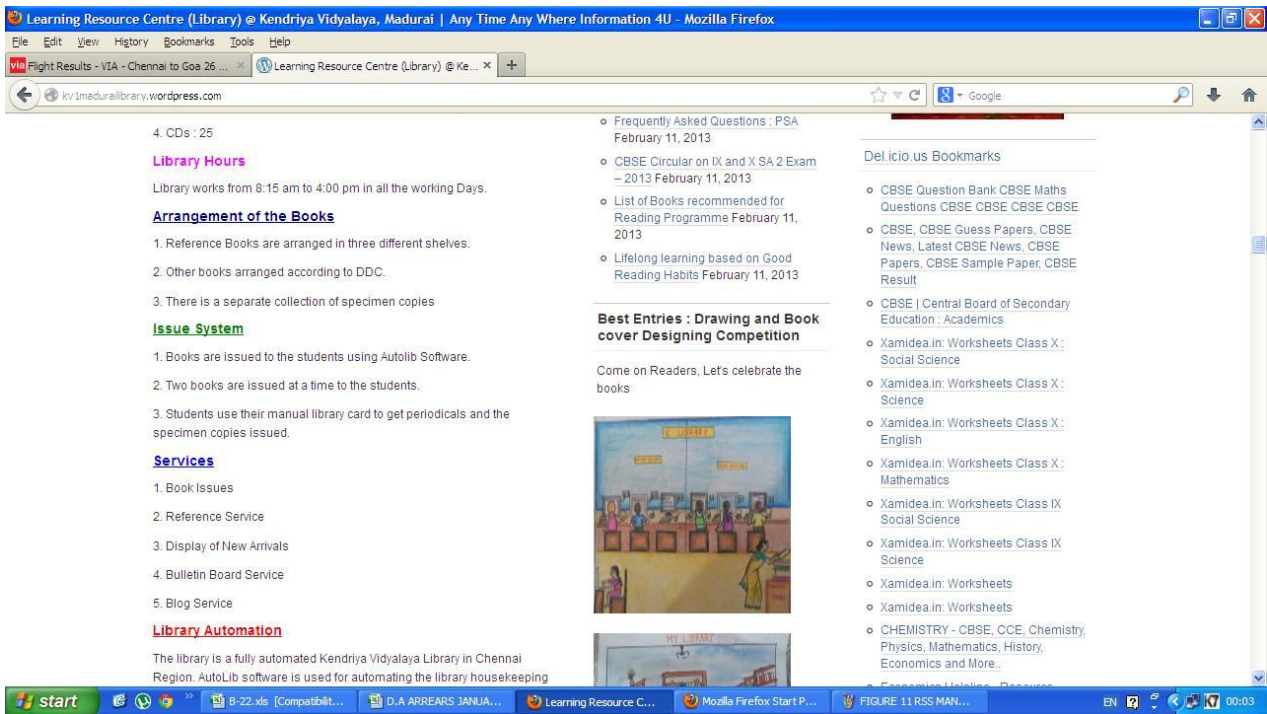 Learning Resource Centre (Library) @ Kendriya Vidyalaya, Madurai | Any Time Any Where Information 4U - Mozilla Firefox
File Edit View History Bookmarks Tools Help
via Flight Results - VIA - Chennai to Goa 26 ...
Learning Resource Centre (Library) @ Ke...
kv1maduralibrary.wordpress.com
Google
4. CDs : 25
Library Hours
Library works from 8:15 am to 4:00 pm in all the working Days.
Arrangement of the Books
1. Reference Books are arranged in three different shelves.
2. Other books arranged according to DDC.
3. There is a separate collection of specimen copies
Issue System
1. Books are issued to the students using Autolib Software.
2. Two books are issued at a time to the students.
3. Students use their manual library card to get periodicals and the
specimen copies issued.
Services
1. Book Issues
2. Reference Service
3. Display of New Arrivals
4. Bulletin Board Service
5. Blog Service
Library Automation
The library is a fully automated Kendriya Vidyalaya Library in Chennai
Region. AutoLib software is used for automating the library housekeeping
Frequently Asked Questions : PSA
February 11, 2013
CBSE Circular on IX and X SA 2 Exam
– 2013 February 11, 2013
List of Books recommended for
Reading Programme February 11,
2013
Lifelong learning based on Good
Reading Habits February 11, 2013
Best Entries : Drawing and Book
cover Designing Competition
Come on Readers, Let's celebrate the
books
E-LIBRARY
MY LIBRARY
Del.icio.us Bookmarks
CBSE Question Bank CBSE Maths
Questions CBSE CBSE CBSE CBSE
CBSE, CBSE Guess Papers, CBSE
News, Latest CBSE News, CBSE
Papers, CBSE Sample Paper, CBSE
Result
CBSE | Central Board of Secondary
Education : Academics
Xamidea.in: Worksheets Class X :
Social Science
Xamidea.in: Worksheets Class X :
Science
Xamidea.in: Worksheets Class X :
English
Xamidea.in: Worksheets Class X :
Mathematics
Xamidea.in: Worksheets Class IX
Social Science
Xamidea.in: Worksheets Class IX
Science
Xamidea.in: Worksheets
Xamidea.in: Worksheets
CHEMISTRY - CBSE, CCE, Chemistry,
Physics, Mathematics, History,
Economics and More..
Economics Helpline - Resource
start
B-22.xls [Compatibilit...
D.A ARREARS JANUA...
Learning Resource C...
Mozilla Firefox Start P...
FIGURE 11 RSS MAN...
EN
00:03